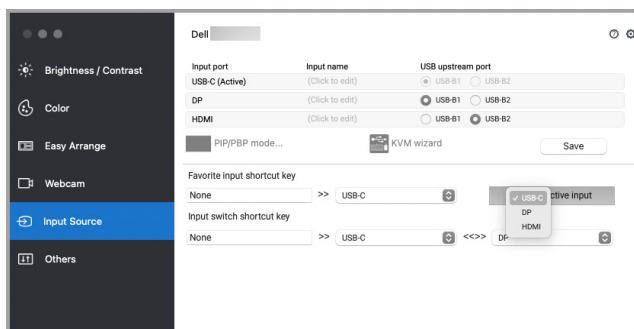 Dell
Brightness / Contrast
Color
Easy Arrange
Webcam
Input Source
Others
Input port Input name USB upstream port
USB-C (Active) (Click to edit) USB-B1 USB-B2
DP (Click to edit) USB-B1 USB-B2
HDMI (Click to edit) USB-B1 USB-B2
PIP/PBP mode... KVM wizard Save
Favorite input shortcut key
None >> USB-C ✓ USB-C active input
DP
HDMI
Input switch shortcut key
None >> USB-C <<>> DP